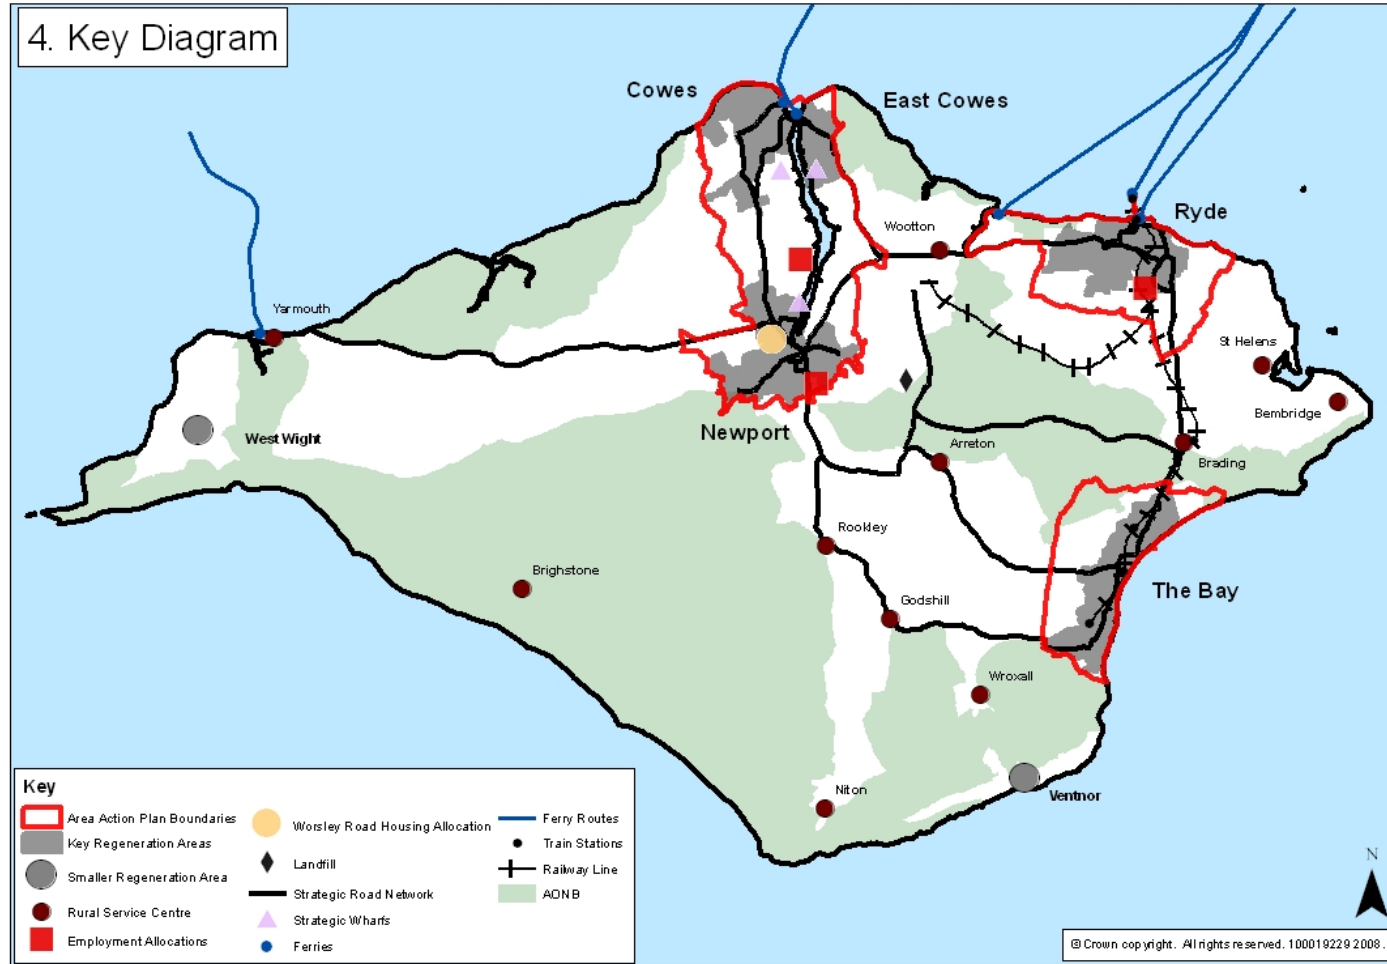 4. Key Diagram
Cowes
East Cowes
Ryde
Wootton
Yarmouth
St Helens
Bembridge
West Wight
Newport
Arreton
Brading
Rookley
Brighstone
The Bay
Godshill
Wroxall
Niton
Ventnor
Key
Area Action Plan Boundaries
Key Regeneration Areas
Smaller Regeneration Area
Rural Service Centre
Employment Allocations
Worsley Road Housing Allocation
Landfill
Strategic Road Network
Strategic Wharfs
Ferries
Ferry Routes
Train Stations
Railway Line
AONB
N
© Crown copyright. All rights reserved. 100019229 2008.